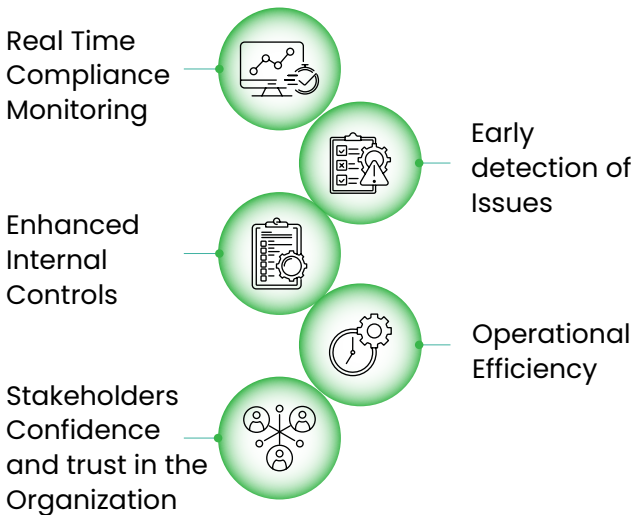 Real Time
Compliance
Monitoring
Early
detection of
Issues
Enhanced
Internal
Controls
Operational
Efficiency
Stakeholders
Confidence
and trust in the
Organization